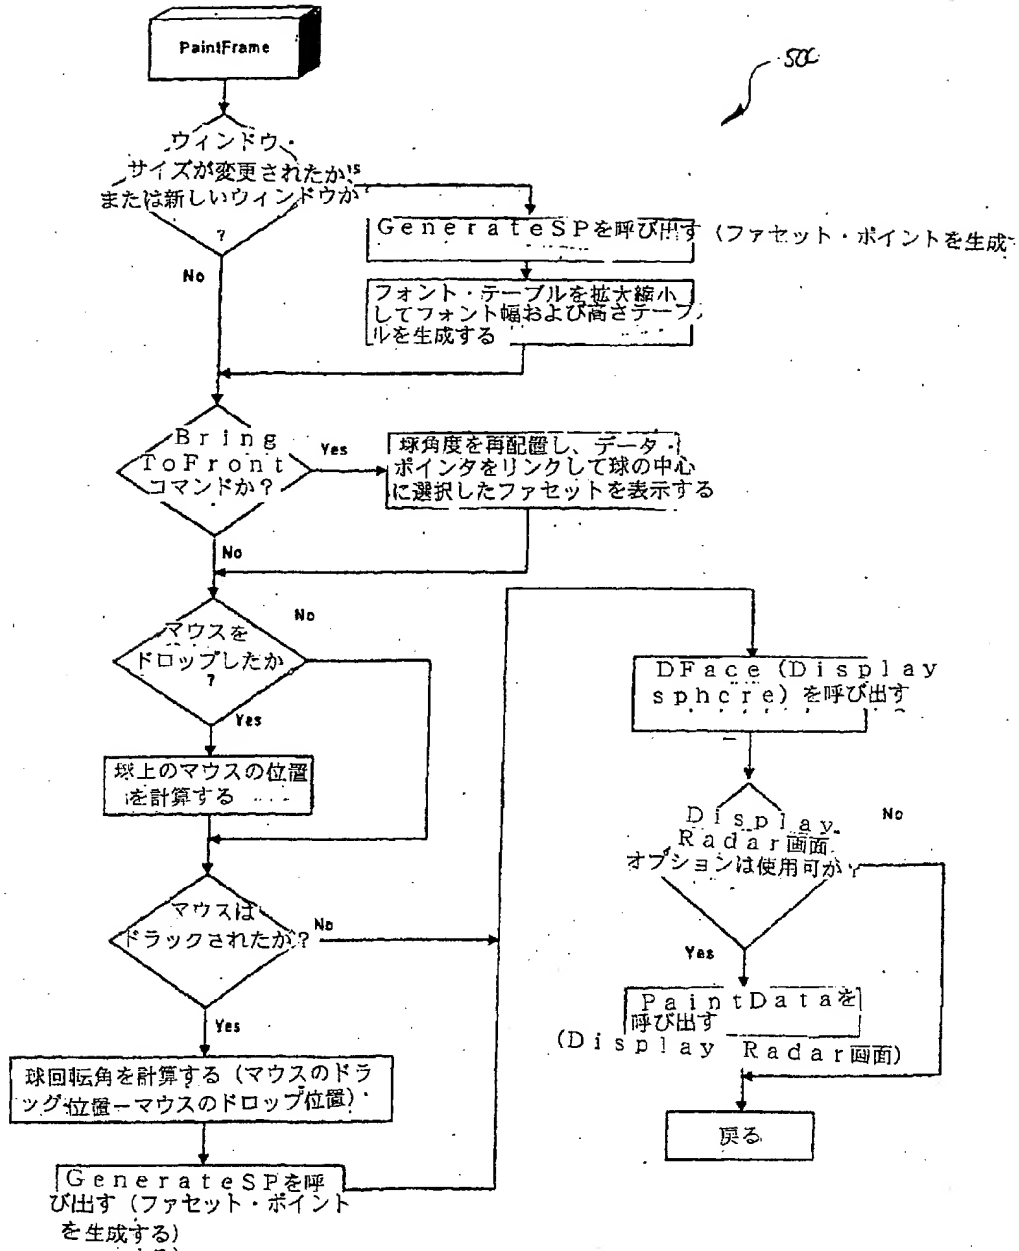 PaintFrame
500
ウィンドウ・
サイズが変更されたか
または新しいウィンドウか
?
No
GenerateSPを呼び出す (ファセット・ポイントを生成
フォント・テーブルを拡大縮小
してフォント幅および高さテーブ
ルを生成する
Bring
ToFront
コマンドか?
Yes
球角度を再配置し、データ・
ポインタをリンクして球の中心
に選択したファセットを表示する
No
マウスを
ドロップしたか
?
No
Yes
球上のマウスの位置
を計算する
マウスは
ドラックされたか?
No
Yes
球回転角を計算する (マウスのドラ
ッグ位置-マウスのドロップ位置)
GenerateSPを呼
び出す (ファセット・ポイント
を生成する)
DFace (Display
sphere) を呼び出す
Display
Radar画面
オプションは使用可か?
No
Yes
PaintDataを
呼び出す
(Display Radar画面)
戻る